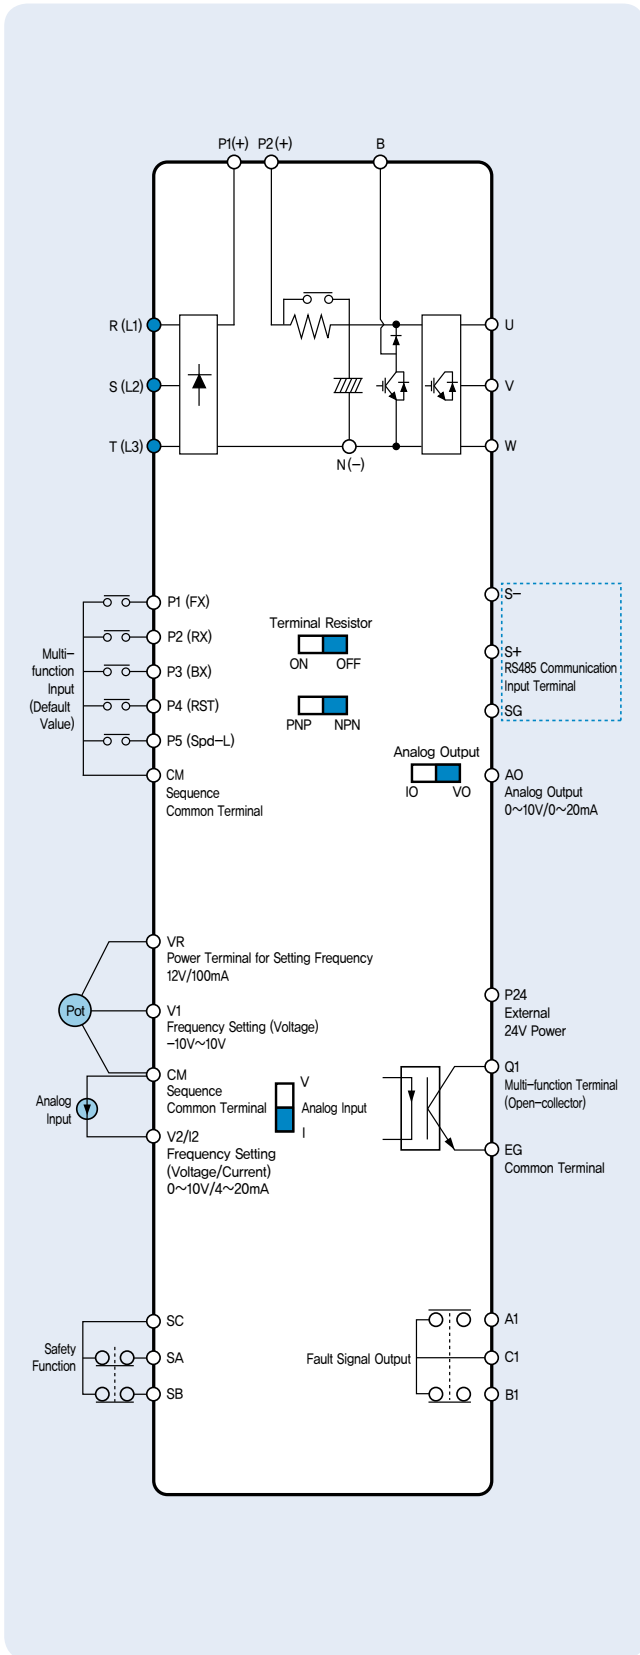 P1(+) P2(+) B
R (L1)
S (L2)
T (L3)
U
V
W
N(−)
Multi-
function
Input
(Default
Value)
P1 (FX)
P2 (RX)
P3 (BX)
P4 (RST)
P5 (Spd−L)
CM
Sequence
Common Terminal
Terminal Resistor
ON OFF
PNP NPN
Analog Output
IO VO
S−
S+
RS485 Communication
Input Terminal
SG
AO
Analog Output
0~10V/0~20mA
Pot
VR
Power Terminal for Setting Frequency
12V/100mA
V1
Frequency Setting (Voltage)
−10V~10V
CM
Sequence
Common Terminal
Analog
Input
V
Analog Input
I
V2/I2
Frequency Setting
(Voltage/Current)
0~10V/4~20mA
P24
External
24V Power
Q1
Multi-function Terminal
(Open-collector)
EG
Common Terminal
Safety
Function
SC
SA
SB
Fault Signal Output
A1
C1
B1